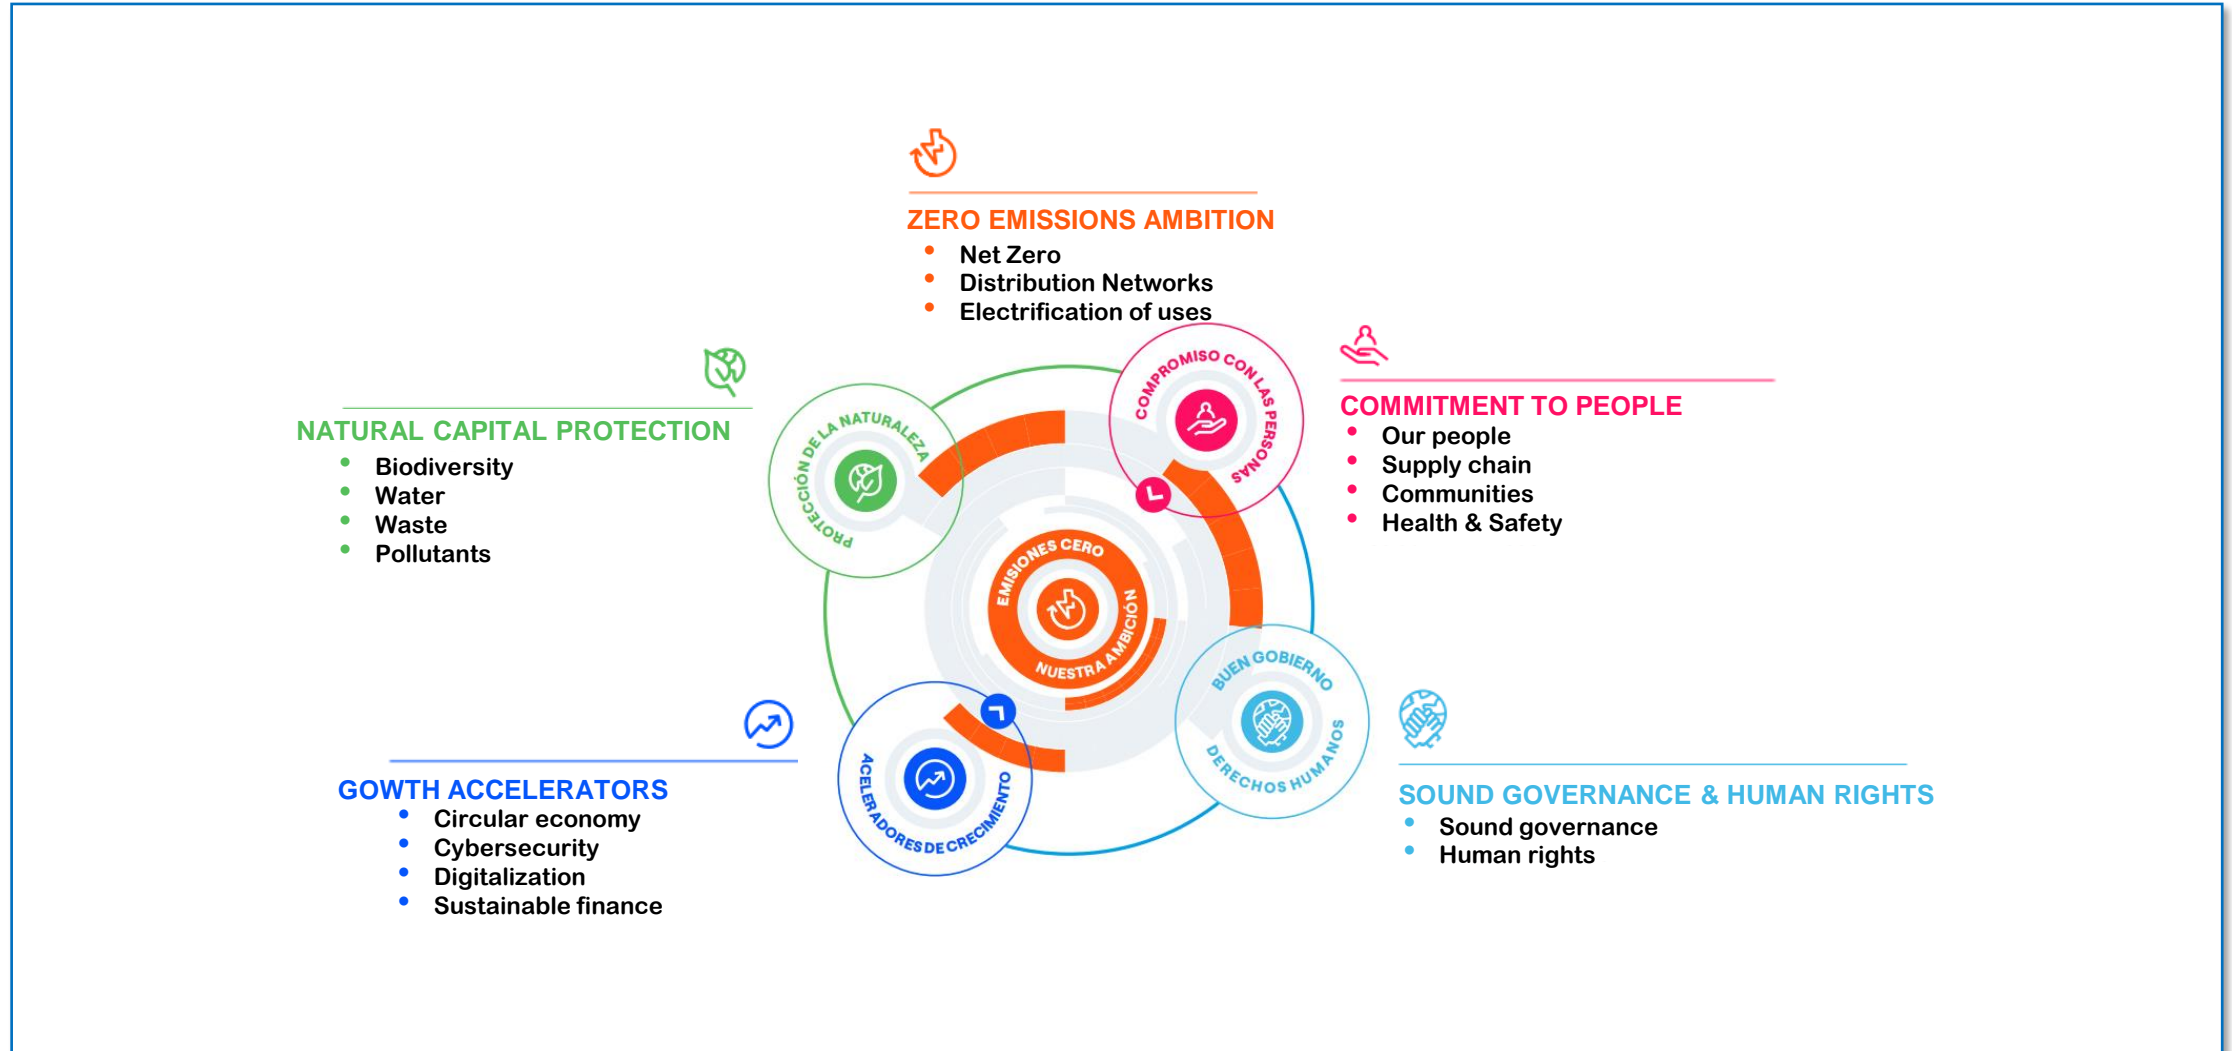 ZERO EMISSIONS AMBITION
• Net Zero
• Distribution Networks
• Electrification of uses
COMMITMENT TO PEOPLE
• Our people
• Supply chain
• Communities
• Health & Safety
NATURAL CAPITAL PROTECTION
• Biodiversity
• Water
• Waste
• Pollutants
COMPROMISO CON LAS PERSONAS
PROTECCIÓN DE LA NATURALEZA
EMISIONES CERO
NUESTRA AMBICIÓN
BUEN GOBIERNO
DERECHOS HUMANOS
ACELERADORES DE CRECIMIENTO
GOWTH ACCELERATORS
• Circular economy
• Cybersecurity
• Digitalization
• Sustainable finance
SOUND GOVERNANCE & HUMAN RIGHTS
• Sound governance
• Human rights